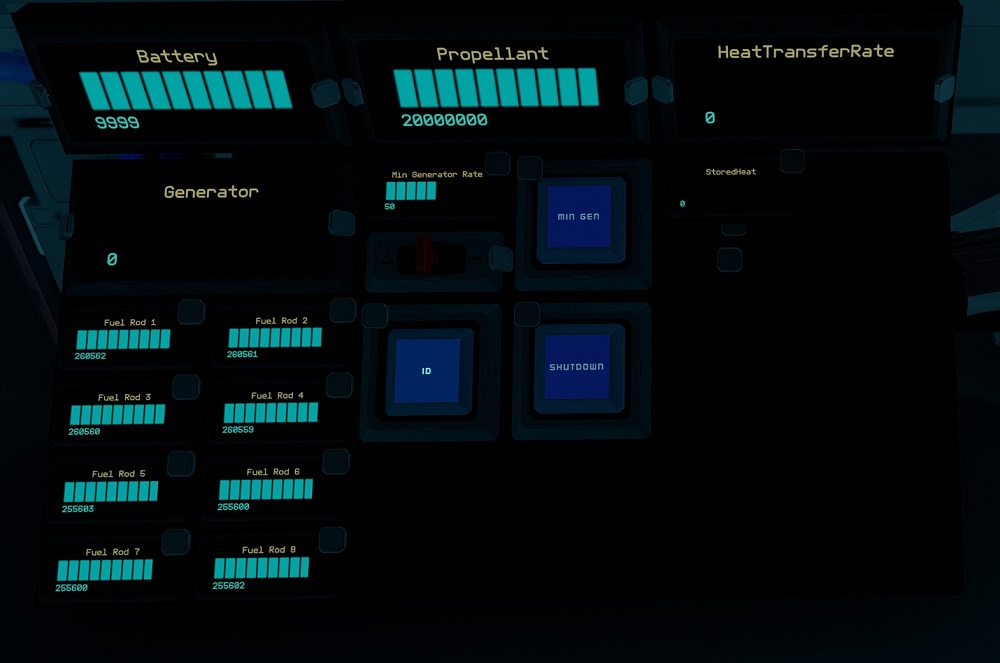 Battery
9999
Propellant
20000000
HeatTransferRate
0
Generator
0
Min Generator Rate
50
MIN GEN
StoredHeat
0
Fuel Rod 1
260562
Fuel Rod 2
260561
Fuel Rod 3
260560
Fuel Rod 4
260559
Fuel Rod 5
255603
Fuel Rod 6
255600
Fuel Rod 7
255600
Fuel Rod 8
255602
ID
SHUTDOWN